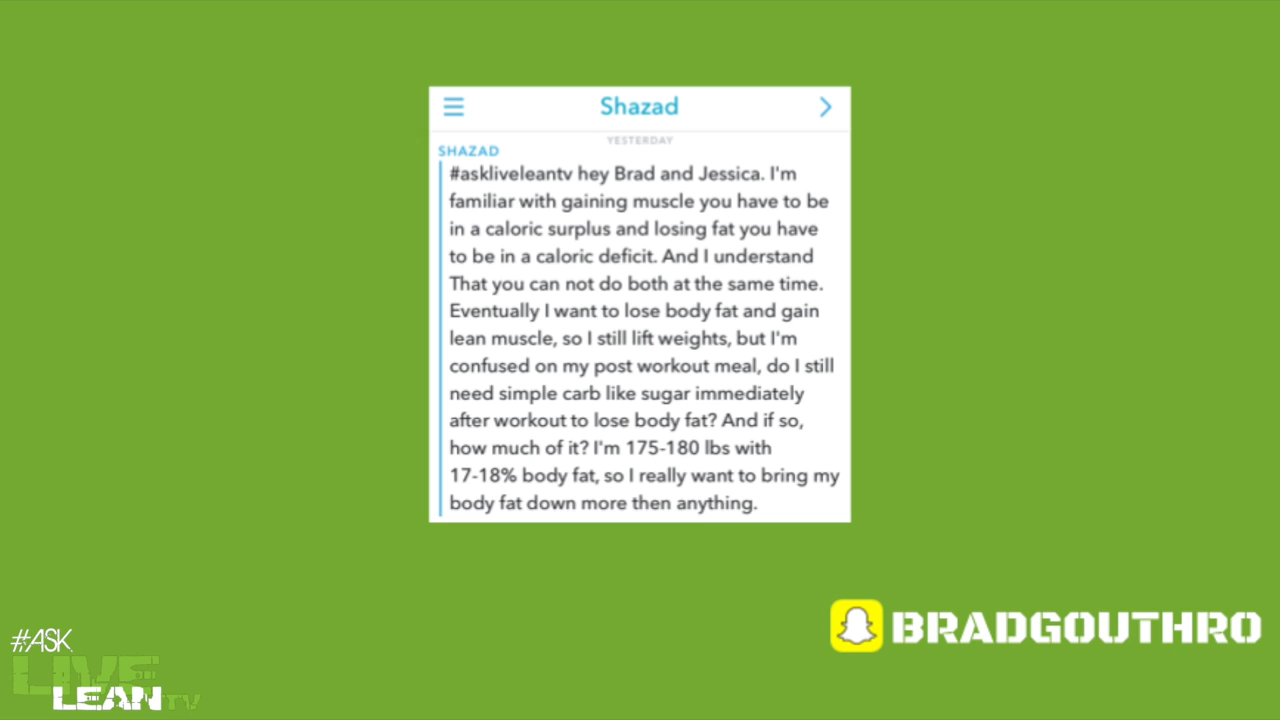 Shazad
YESTERDAY
SHAZAD
#askliveleantv hey Brad and Jessica. I'm
familiar with gaining muscle you have to be
in a caloric surplus and losing fat you have
to be in a caloric deficit. And I understand
That you can not do both at the same time.
Eventually I want to lose body fat and gain
lean muscle, so I still lift weights, but I'm
confused on my post workout meal, do I still
need simple carb like sugar immediately
after workout to lose body fat? And if so,
how much of it? I'm 175-180 lbs with
17-18% body fat, so I really want to bring my
body fat down more then anything.
BRADGOUTHRO
#ASK
LIVE
LEAN TV